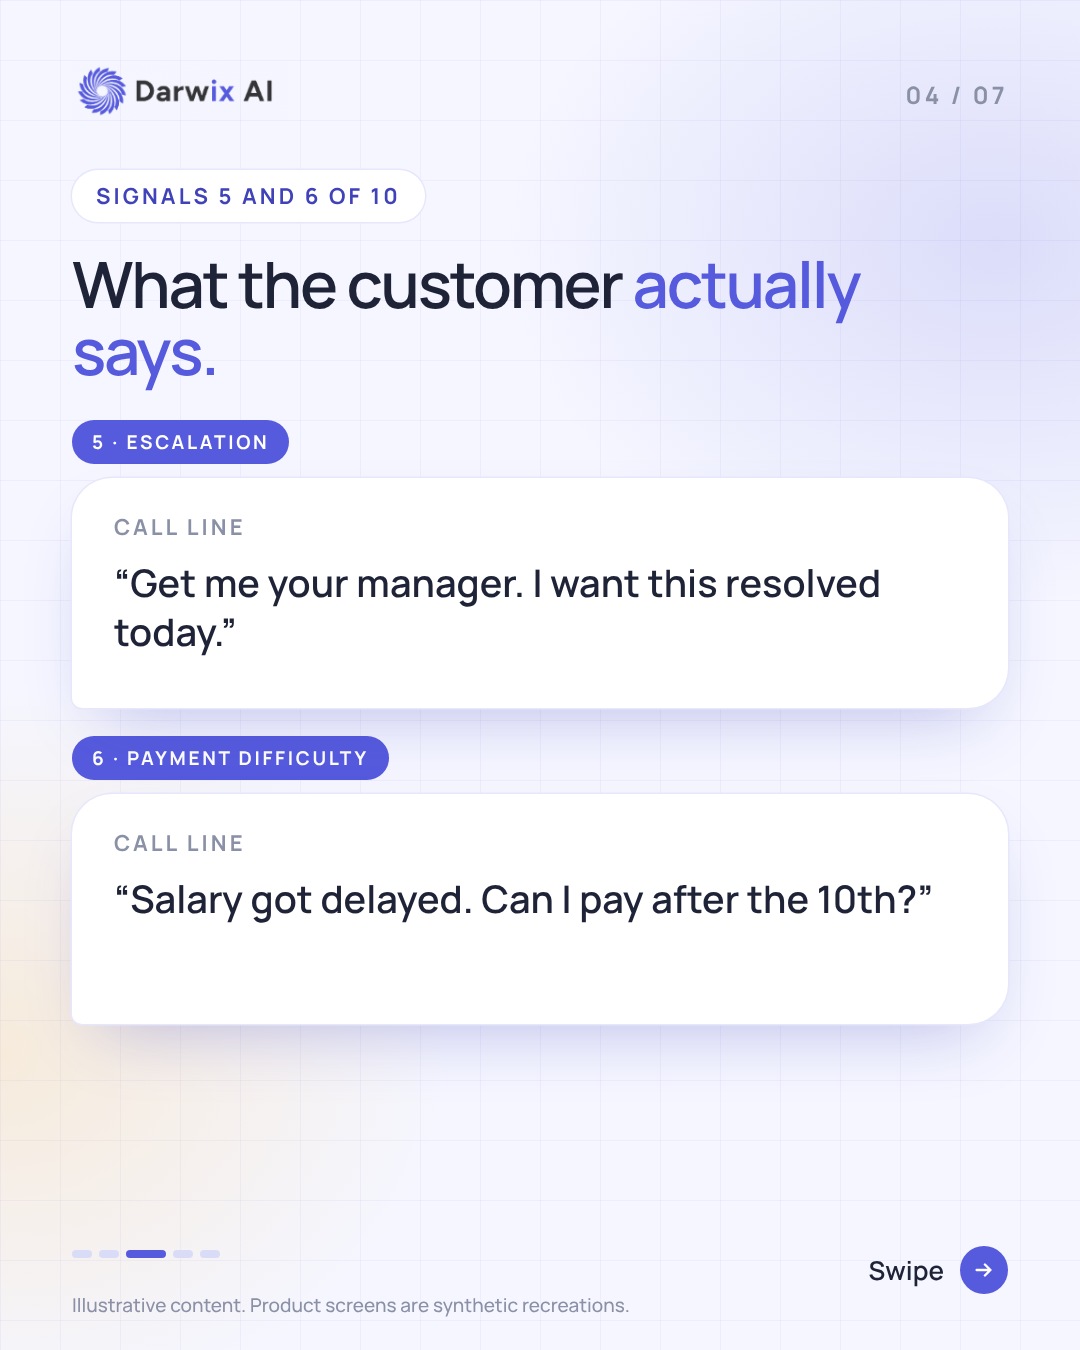 Darwix AI
04 / 07
SIGNALS 5 AND 6 OF 10
What the customer actually
says.
5 · ESCALATION
CALL LINE
“Get me your manager. I want this resolved
today.”
6 · PAYMENT DIFFICULTY
CALL LINE
“Salary got delayed. Can I pay after the 10th?”
Swipe
Illustrative content. Product screens are synthetic recreations.